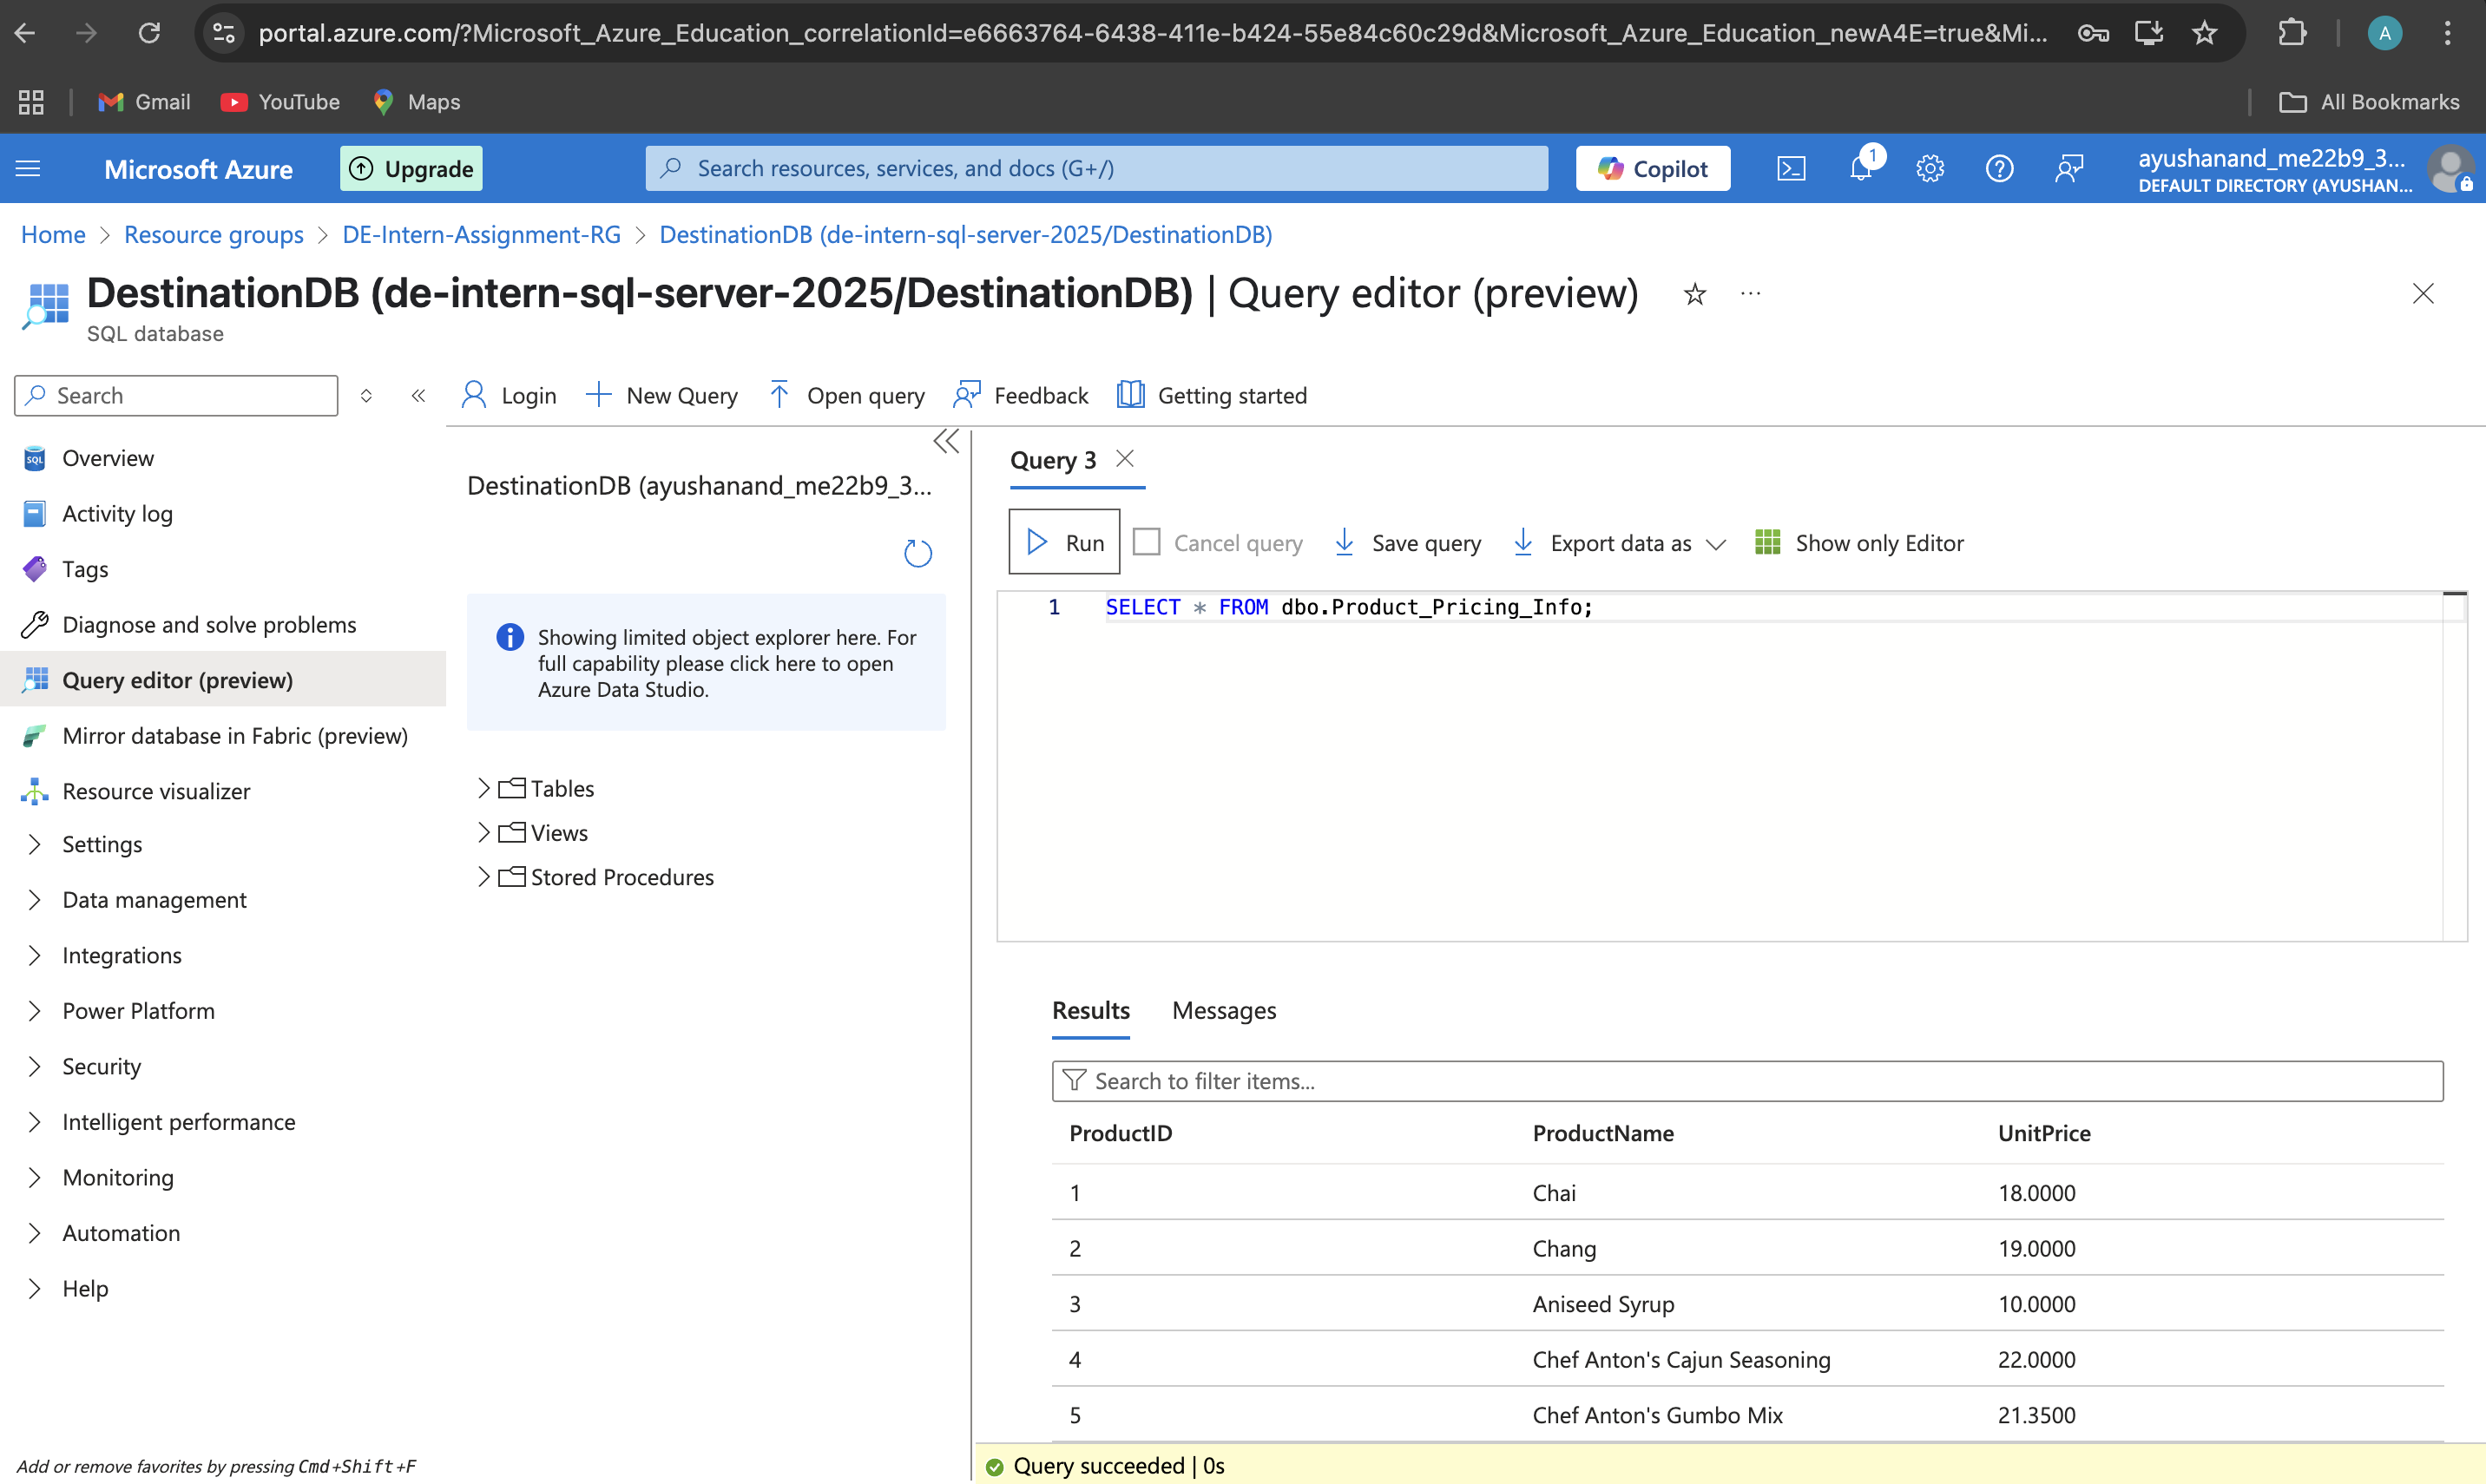 portal.azure.com/?Microsoft_Azure_Education_correlationId=e6663764-6438-411e-b424-55e84c60c29d&Microsoft_Azure_Education_newA4E=true&Mi...
A
Gmail
YouTube
Maps
All Bookmarks
Microsoft Azure
Upgrade
Search resources, services, and docs (G+/)
Copilot
1
ayushanand_me22b9_3...
DEFAULT DIRECTORY (AYUSHAN...
Home > Resource groups > DE-Intern-Assignment-RG > DestinationDB (de-intern-sql-server-2025/DestinationDB)
DestinationDB (de-intern-sql-server-2025/DestinationDB) | Query editor (preview)
SQL database
Search
Overview
Activity log
Tags
Diagnose and solve problems
Query editor (preview)
Mirror database in Fabric (preview)
Resource visualizer
Settings
Data management
Integrations
Power Platform
Security
Intelligent performance
Monitoring
Automation
Help
Add or remove favorites by pressing Cmd+Shift+F
Login
New Query
Open query
Feedback
Getting started
DestinationDB (ayushanand_me22b9_3...
Showing limited object explorer here. For
full capability please click here to open
Azure Data Studio.
Tables
Views
Stored Procedures
Query 3
Run
Cancel query
Save query
Export data as
Show only Editor
1 SELECT * FROM dbo.Product_Pricing_Info;
Results
Messages
Search to filter items...
ProductID ProductName UnitPrice
1 Chai 18.0000
2 Chang 19.0000
3 Aniseed Syrup 10.0000
4 Chef Anton's Cajun Seasoning 22.0000
5 Chef Anton's Gumbo Mix 21.3500
Query succeeded | 0s